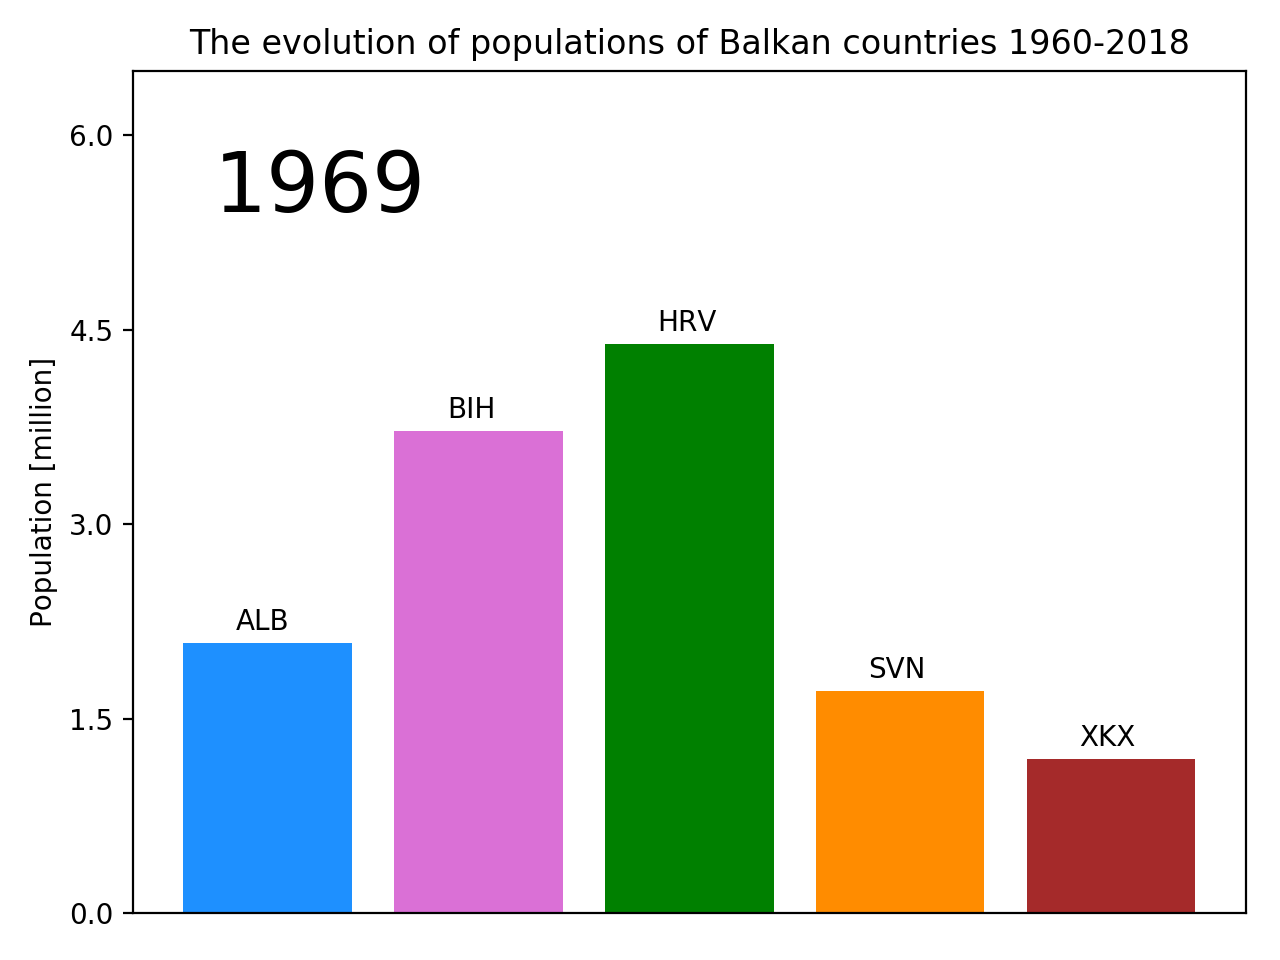 The evolution of populations of Balkan countries 1960-2018
1969
6.0
4.5
3.0
1.5
0.0
Population [million]
ALB
BIH
HRV
SVN
XKX